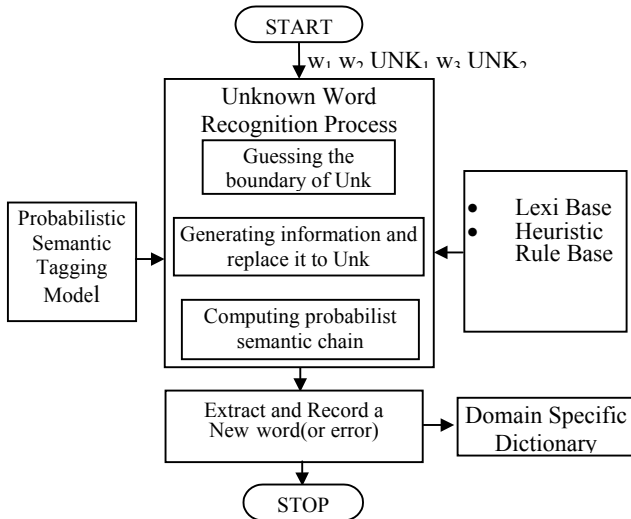 START
w₁ w₂ UNK₁ w₃ UNK₂
Unknown Word
Recognition Process
Guessing the
boundary of Unk
Generating information and
replace it to Unk
Computing probabilist
semantic chain
Probabilistic
Semantic
Tagging
Model
• Lexi Base
• Heuristic
Rule Base
Extract and Record a
New word(or error)
Domain Specific
Dictionary
STOP